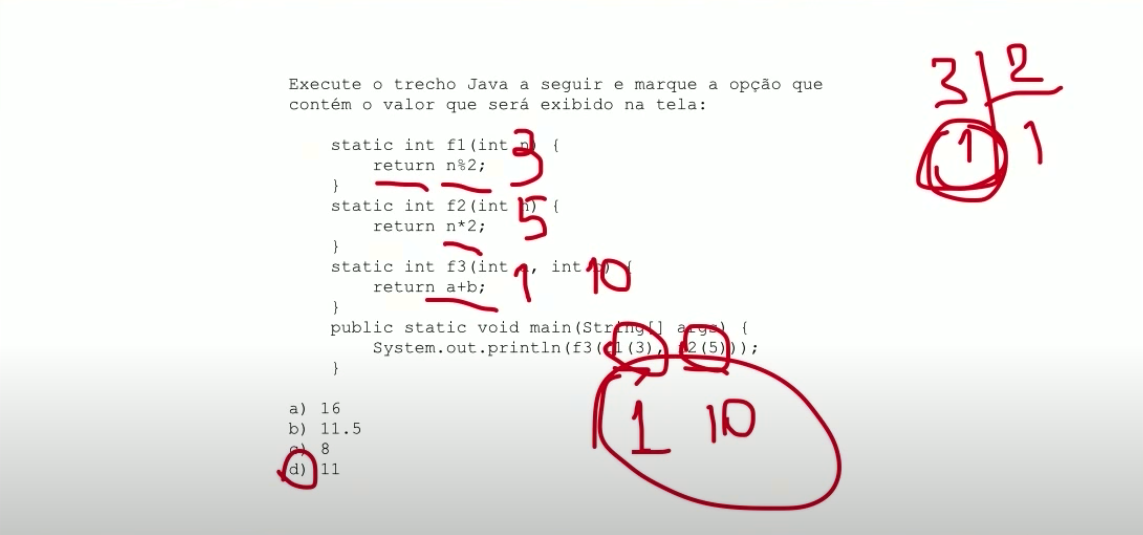 Execute o trecho Java a seguir e marque a opção que
contém o valor que será exibido na tela:
static int f1(int n) {
return n%2;
}
static int f2(int n) {
return n*2;
}
static int f3(int a, int b) {
return a+b;
}
public static void main(String[] args) {
System.out.println(f3(f1(3), f2(5)));
}
a) 16
b) 11.5
c) 8
d) 11
3
5
1 10
1 10
3 2
1 1